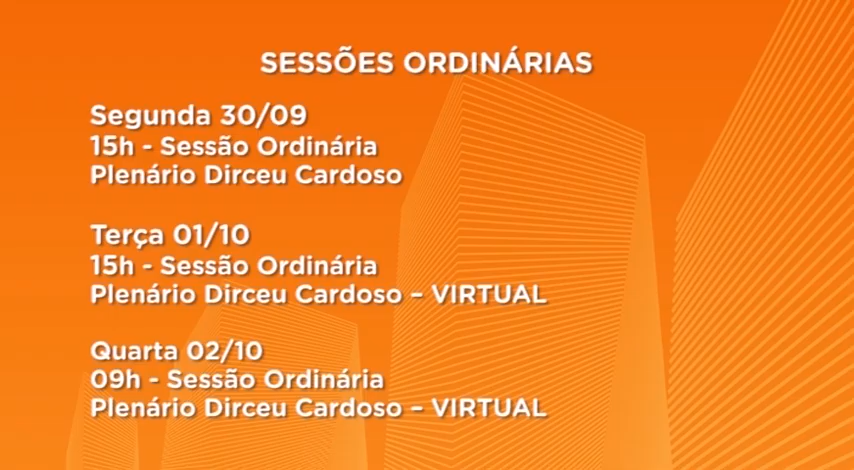 SESSÕES ORDINÁRIAS
Segunda 30/09
15h - Sessão Ordinária
Plenário Dirceu Cardoso
Terça 01/10
15h - Sessão Ordinária
Plenário Dirceu Cardoso – VIRTUAL
Quarta 02/10
09h - Sessão Ordinária
Plenário Dirceu Cardoso – VIRTUAL